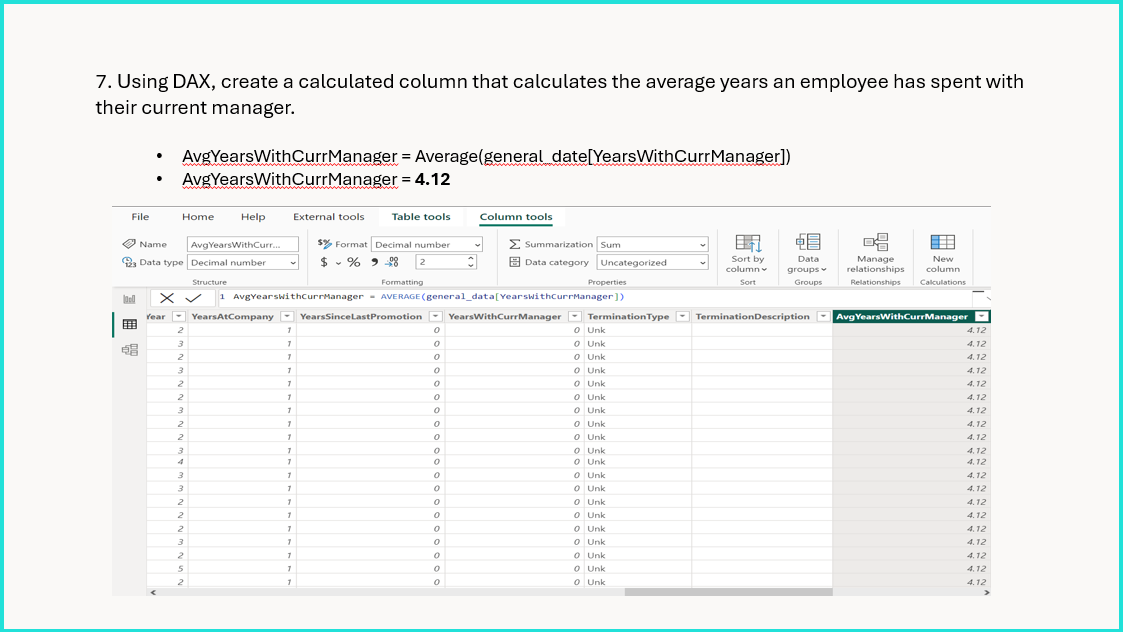 7. Using DAX, create a calculated column that calculates the average years an employee has spent with
their current manager.
• AvgYearsWithCurrManager = Average(general_date[YearsWithCurrManager])
• AvgYearsWithCurrManager = 4.12
File Home Help External tools Table tools Column tools
Name AvgYearsWithCurr... Format Decimal number Summarization Sum Sort by column Data groups Manage relationships New column
Data type Decimal number $ % 2 Data category Uncategorized
Structure Formatting Properties Sort Groups Relationships Calculations
1 AvgYearsWithCurrManager = AVERAGE(general_data[YearsWithCurrManager])
Year YearsAtCompany YearsSinceLastPromotion YearsWithCurrManager TerminationType TerminationDescription AvgYearsWithCurrManager
2 1 0 0 Unk 4.12
3 1 0 0 Unk 4.12
2 1 0 0 Unk 4.12
3 1 0 0 Unk 4.12
2 1 0 0 Unk 4.12
2 1 0 0 Unk 4.12
3 1 0 0 Unk 4.12
2 1 0 0 Unk 4.12
2 1 0 0 Unk 4.12
3 1 0 0 Unk 4.12
4 1 0 0 Unk 4.12
3 1 0 0 Unk 4.12
3 1 0 0 Unk 4.12
2 1 0 0 Unk 4.12
2 1 0 0 Unk 4.12
2 1 0 0 Unk 4.12
3 1 0 0 Unk 4.12
2 1 0 0 Unk 4.12
5 1 0 0 Unk 4.12
2 1 0 0 Unk 4.12